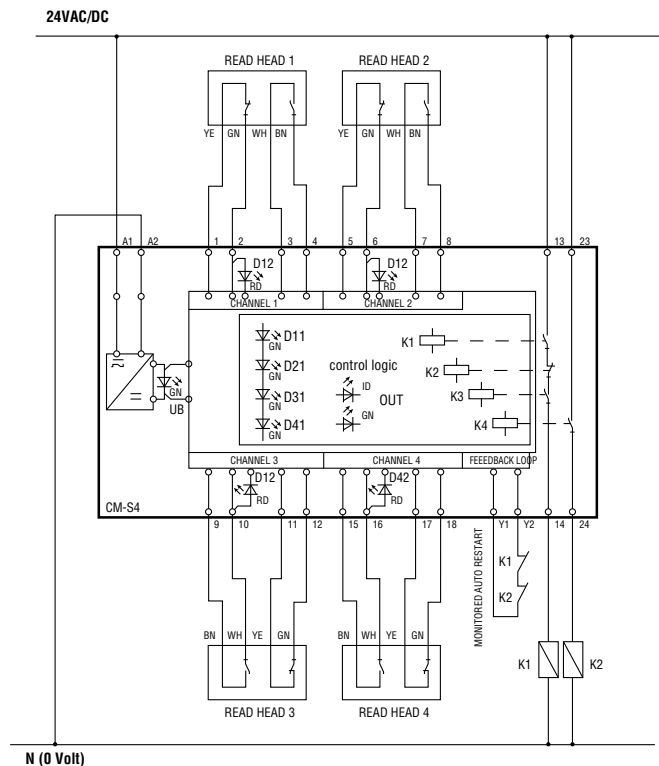 24VAC/DC
READ HEAD 1 READ HEAD 2
YE GN WH BN YE GN WH BN
A1 A2 1 2 3 4 5 6 7 8 13 23
D12 D12
RD RD
CHANNEL 1 CHANNEL 2
D11 K1
GN
D21 control logic K2
GN
ID
D31 OUT K3
GN GN
D41 K4
GN
GN
UB
CHANNEL 3 CHANNEL 4 FEEEDBACK LOOP
D12 D42
RD RD
CM-S4
9 10 11 12 15 16 17 18 Y1 Y2 14 24
MONITORED AUTO RESTART
K1
K2
BN WH YE GN BN WH YE GN
K1 K2
READ HEAD 3 READ HEAD 4
N (0 Volt)